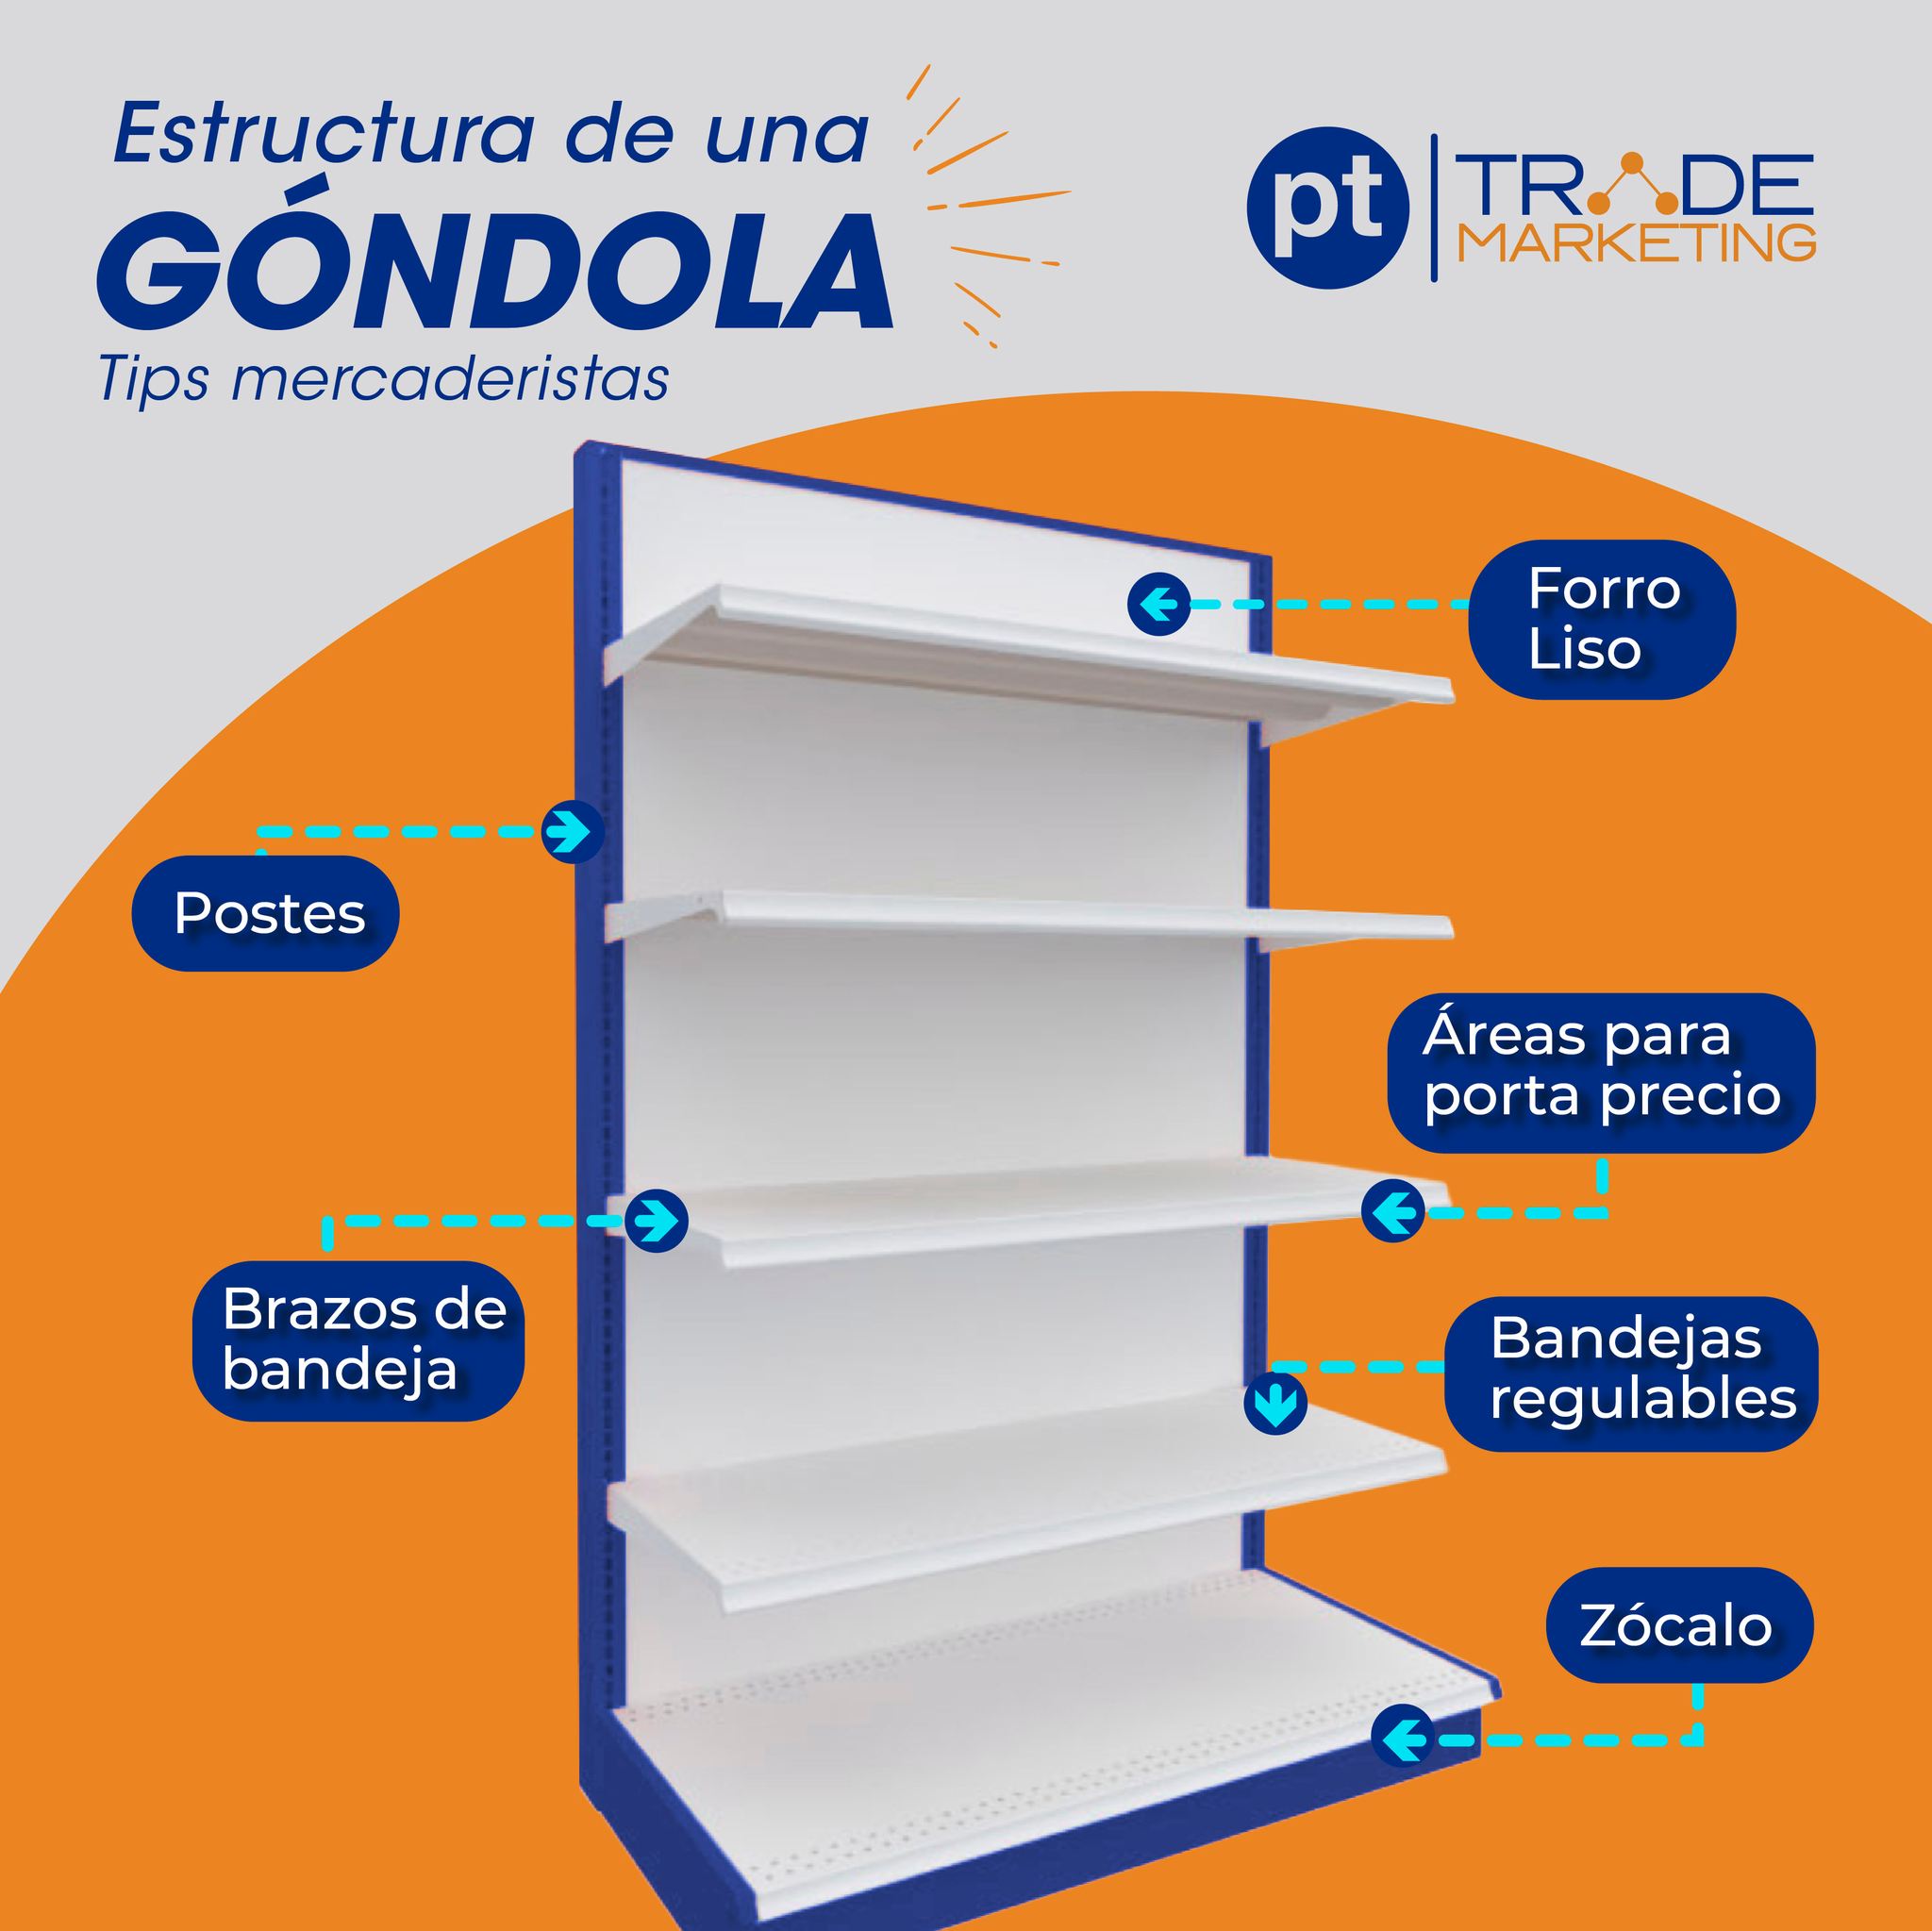 Estructura de una
GÓNDOLA
Tips mercaderistas
pt
TRADE
MARKETING
Forro
Liso
Postes
Áreas para
porta precio
Brazos de
bandeja
Bandejas
regulables
Zócalo